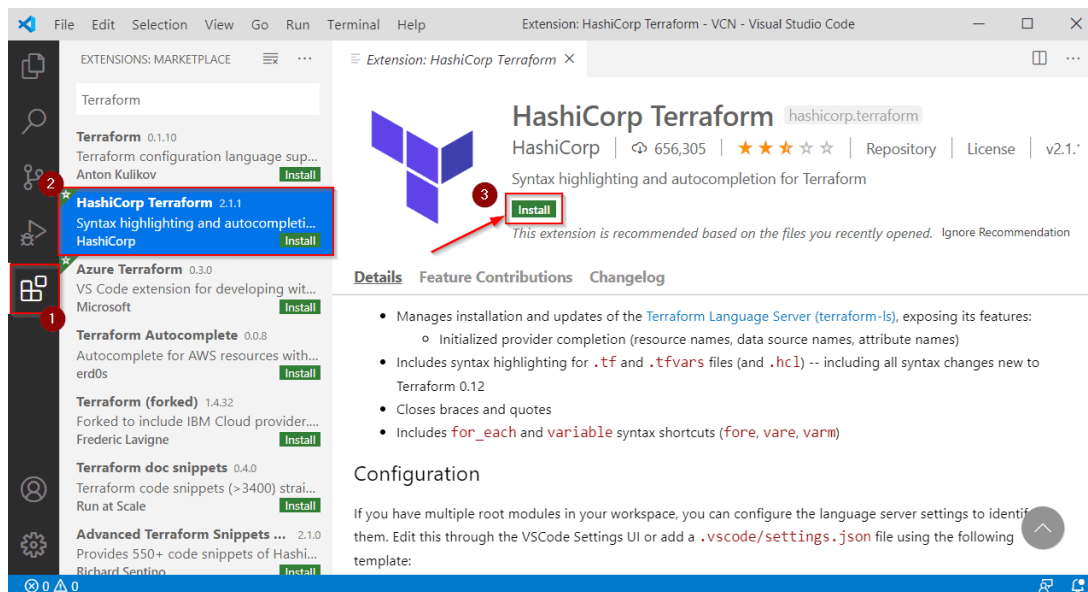 File Edit Selection View Go Run Terminal Help
Extension: HashiCorp Terraform - VCN - Visual Studio Code
EXTENSIONS: MARKETPLACE
Terraform
Terraform 0.1.10
Terraform configuration language sup...
Anton Kulikov Install
2
HashiCorp Terraform 2.1.1
Syntax highlighting and autocompleti...
HashiCorp Install
Azure Terraform 0.3.0
VS Code extension for developing wit...
Microsoft Install
1
Terraform Autocomplete 0.0.8
Autocomplete for AWS resources with...
erd0s Install
Terraform (forked) 1.4.32
Forked to include IBM Cloud provider....
Frederic Lavigne Install
Terraform doc snippets 0.4.0
Terraform code snippets (>3400) strai...
Run at Scale Install
Advanced Terraform Snippets ... 2.1.0
Provides 550+ code snippets of Hashi...
Richard Sentino Install
Extension: HashiCorp Terraform
HashiCorp Terraform hashicorp.terraform
HashiCorp 656,305 Repository License v2.1.
Syntax highlighting and autocompletion for Terraform
3
Install
This extension is recommended based on the files you recently opened. Ignore Recommendation
Details Feature Contributions Changelog
• Manages installation and updates of the Terraform Language Server (terraform-ls), exposing its features:
Initialized provider completion (resource names, data source names, attribute names)
• Includes syntax highlighting for .tf and .tfvars files (and .hcl) -- including all syntax changes new to
Terraform 0.12
• Closes braces and quotes
• Includes for_each and variable syntax shortcuts (fore, vare, varm)
Configuration
If you have multiple root modules in your workspace, you can configure the language server settings to identif
them. Edit this through the VSCode Settings UI or add a .vscode/settings.json file using the following
template:
0 0